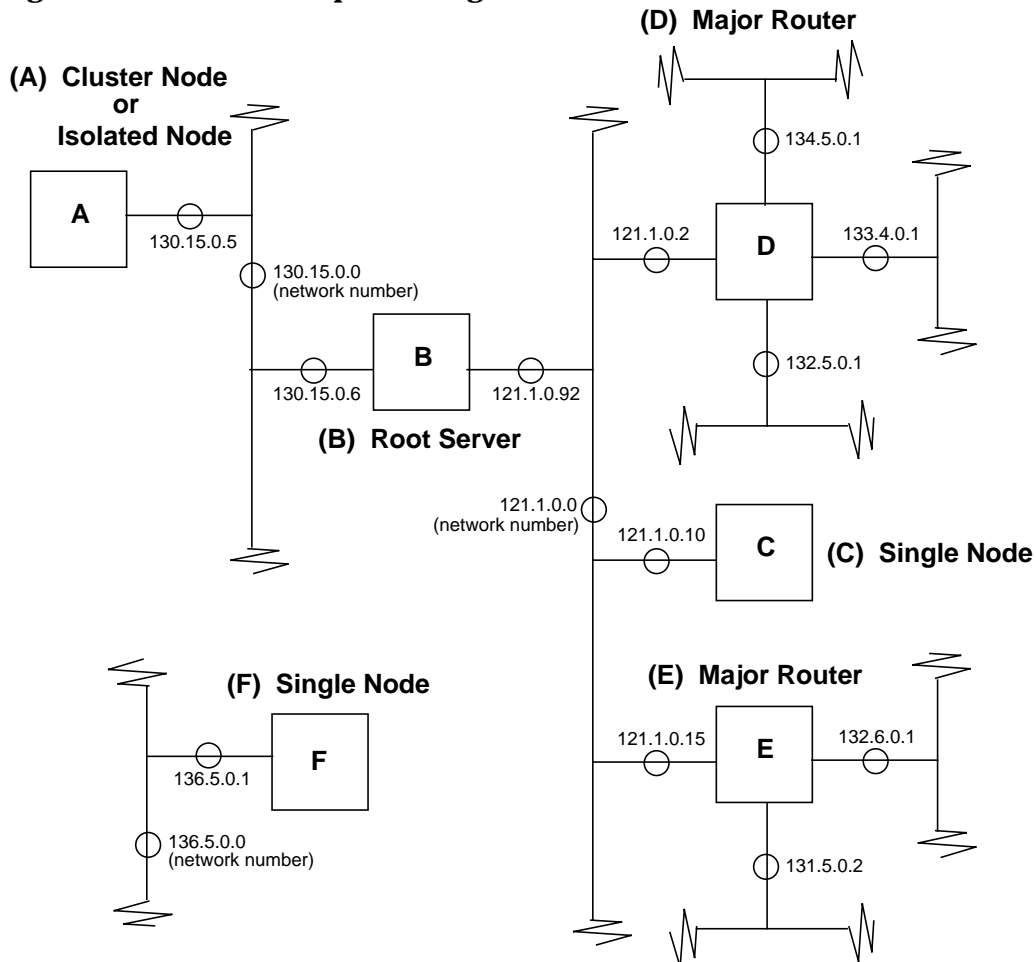 (D) Major Router
(A) Cluster Node
or
Isolated Node
134.5.0.1
A
130.15.0.5
121.1.0.2
D
133.4.0.1
130.15.0.0
(network number)
B
130.15.0.6
121.1.0.92
132.5.0.1
(B) Root Server
121.1.0.0
(network number)
121.1.0.10
C
(C) Single Node
(F) Single Node
(E) Major Router
121.1.0.15
E
132.6.0.1
F
136.5.0.1
136.5.0.0
(network number)
131.5.0.2